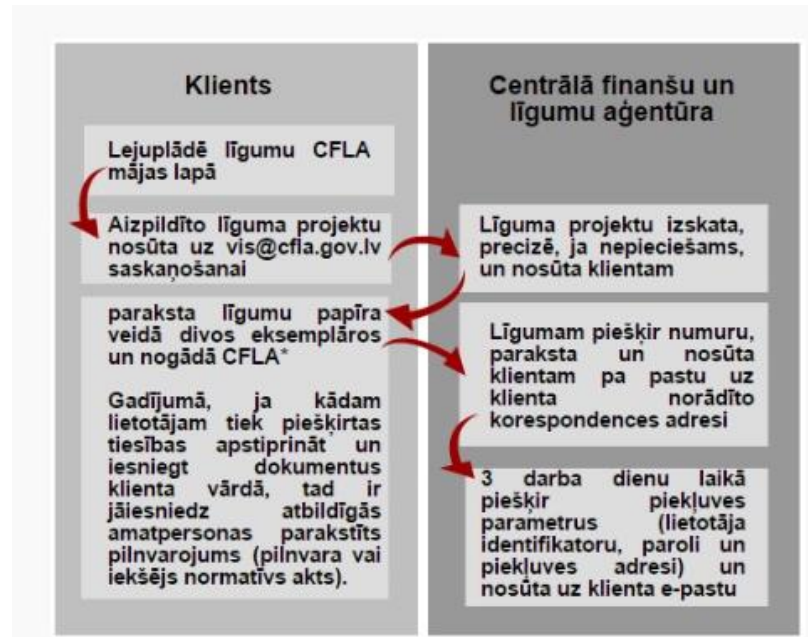 Klients
Lejuplādē līgumu CFLA
mājas lapā
Aizpildīto līguma projektu
nosūta uz vis@cfla.gov.lv
saskaņošanai
paraksta līgumu papīra
veidā divos eksemplāros
un nogādā CFLA*
Gadījumā, ja kādam
lietotājam tiek piešķirtas
tiesības apstiprināt un
iesniegt dokumentus
klienta vārdā, tad ir
jāiesniedz atbildīgās
amatpersonas parakstīts
pilnvarojums (pilnvara vai
iekšējs normatīvs akts).
Centrālā finanšu un
līgumu aģentūra
Līguma projektu izskata,
precizē, ja nepieciešams,
un nosūta klientam
Līgumam piešķir numuru,
paraksta un nosūta
klientam pa pastu uz
klienta norādīto
korespondences adresi
3 darba dienu laikā
piešķir piekļuves
parametrus (lietotāja
identifikatoru, paroli un
piekļuves adresi) un
nosūta uz klienta e-pastu